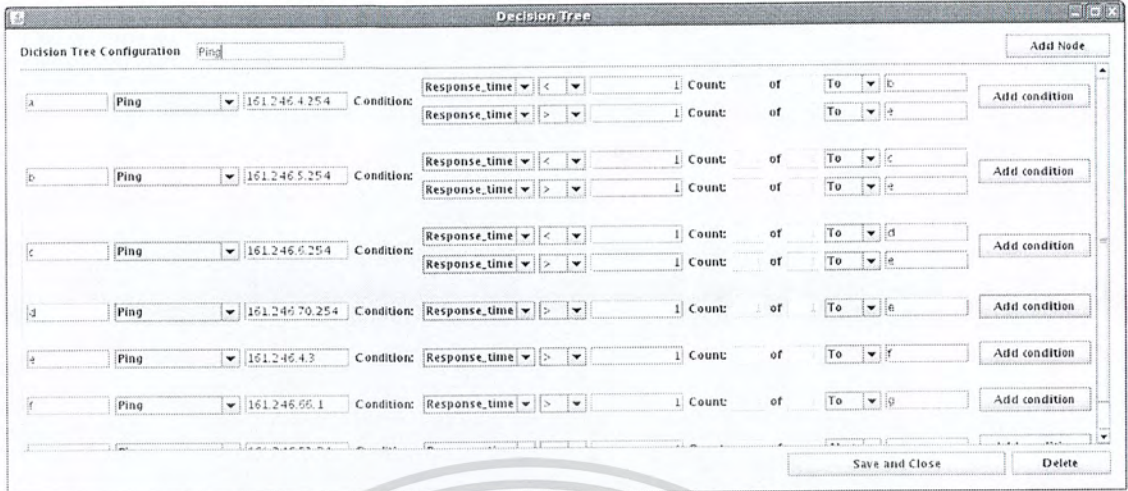 Decision Tree
Dicision Tree Configuration Ping Add Node
a Ping 161.246.4.254 Condition: Response_time < 1 Count: of To b Add condition
Response_time > 1 Count: of To e
b Ping 161.246.5.254 Condition: Response_time < 1 Count: of To c Add condition
Response_time > 1 Count: of To e
c Ping 161.246.6.254 Condition: Response_time < 1 Count: of To d Add condition
Response_time > 1 Count: of To e
d Ping 161.246.70.254 Condition: Response_time > 1 Count: 1 of 1 To e Add condition
e Ping 161.246.4.3 Condition: Response_time > 1 Count: of To f Add condition
f Ping 161.246.66.1 Condition: Response_time > 1 Count: of To g Add condition
Save and Close Delete